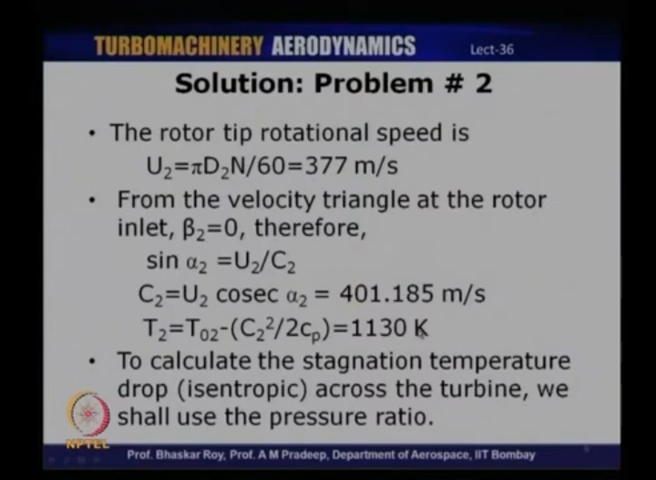 TURBOMACHINERY AERODYNAMICS Lect-36
Solution: Problem # 2
• The rotor tip rotational speed is
U₂=πD₂N/60=377 m/s
• From the velocity triangle at the rotor
inlet, β₂=0, therefore,
sin α₂ =U₂/C₂
C₂=U₂ cosec α₂ = 401.185 m/s
T₂=T₀₂-(C₂²/2cₚ)=1130 K
• To calculate the stagnation temperature
drop (isentropic) across the turbine, we
shall use the pressure ratio.
NPTEL
Prof. Bhaskar Roy, Prof. A M Pradeep, Department of Aerospace, IIT Bombay